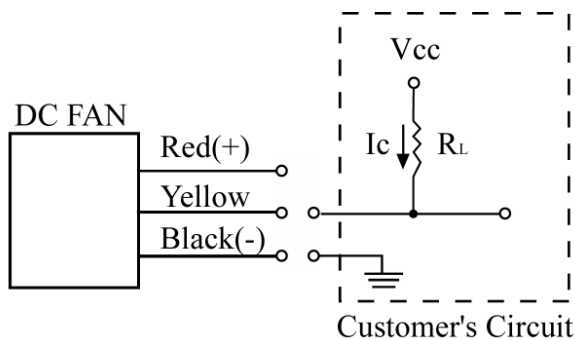 Vcc
DC FAN
Red(+)
Ic
RL
Yellow
Black(-)
Customer's Circuit